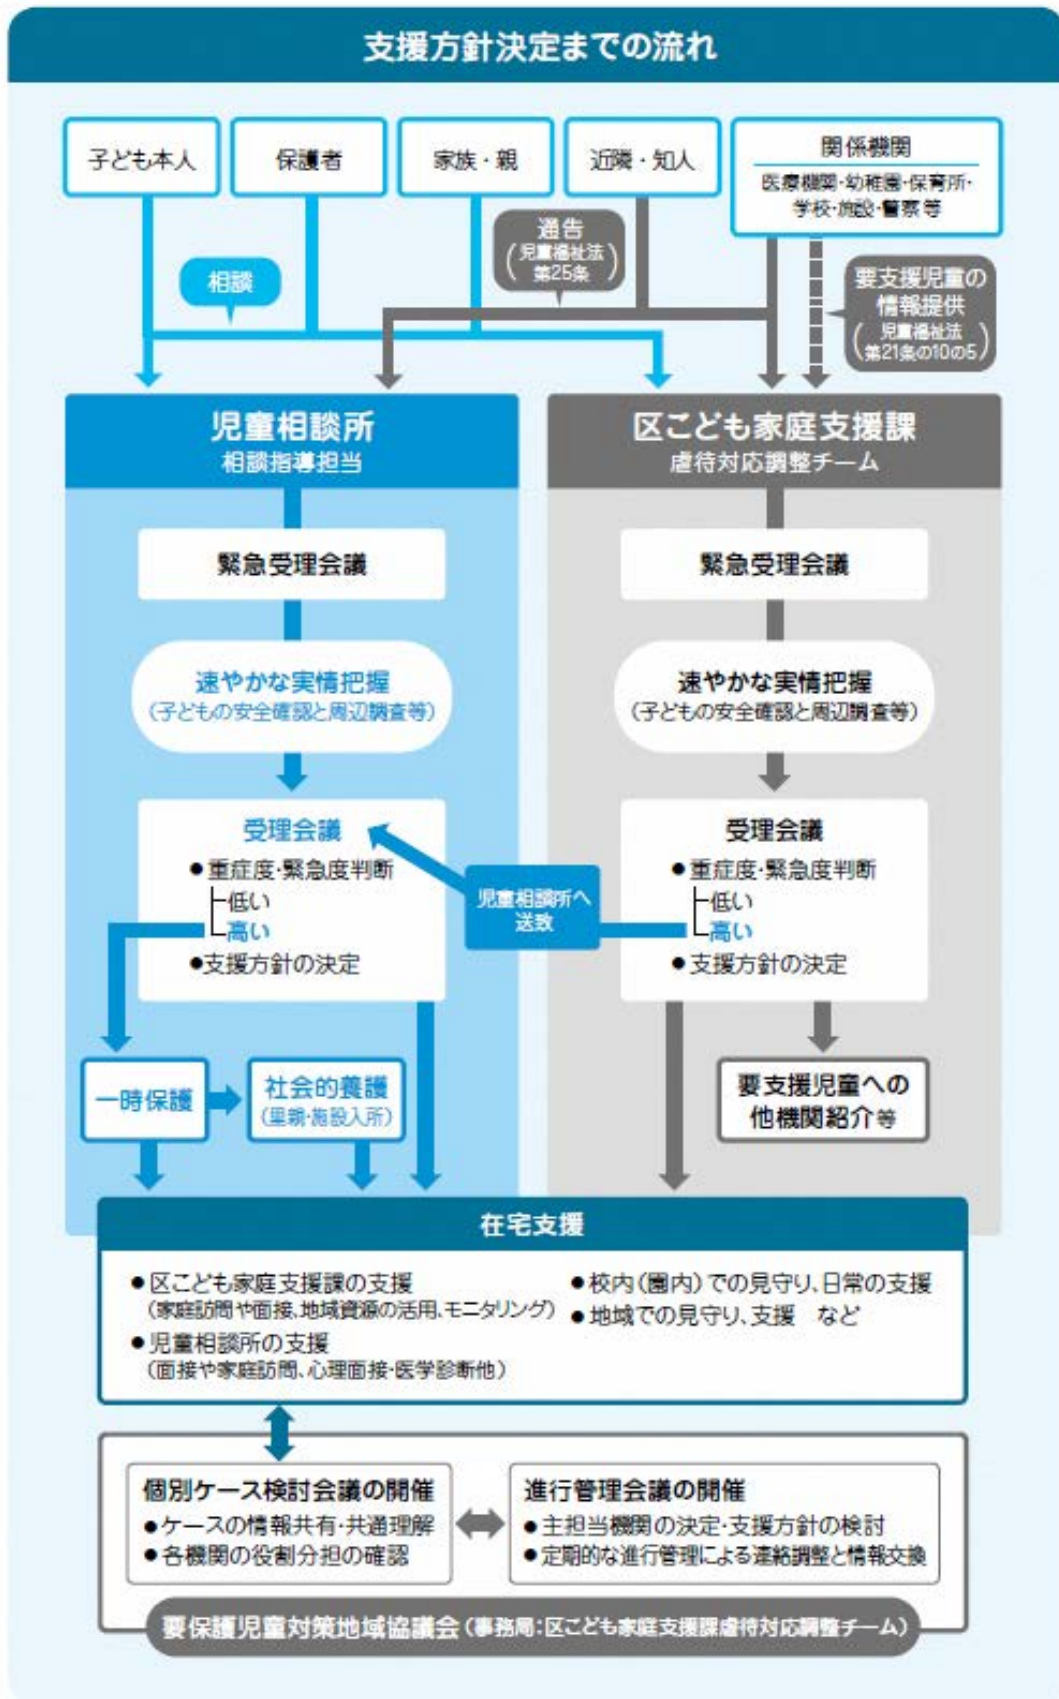 支援方針決定までの流れ
子ども本人
保護者
家族・親
近隣・知人
関係機関
医療機関・幼稚園・保育所・
学校・施設・警察等
相談
通告
(児童福祉法
第25条)
要支援児童の
情報提供
(児童福祉法
第21条の10の5)
児童相談所
相談指導担当
緊急受理会議
速やかな実情把握
(子どもの安全確認と周辺調査等)
受理会議
●重症度・緊急度判断
低い
高い
●支援方針の決定
児童相談所へ
送致
一時保護
社会的養護
(里親・施設入所)
区こども家庭支援課
虐待対応調整チーム
緊急受理会議
速やかな実情把握
(子どもの安全確認と周辺調査等)
受理会議
●重症度・緊急度判断
低い
高い
●支援方針の決定
要支援児童への
他機関紹介等
在宅支援
●区こども家庭支援課の支援
(家庭訪問や面接、地域資源の活用、モニタリング)
●児童相談所の支援
(面接や家庭訪問、心理面接・医学診断他)
●校内(園内)での見守り、日常の支援
●地域での見守り、支援 など
個別ケース検討会議の開催
●ケースの情報共有・共通理解
●各機関の役割分担の確認
進行管理会議の開催
●主担当機関の決定・支援方針の検討
●定期的な進行管理による連絡調整と情報交換
要保護児童対策地域協議会(事務局:区こども家庭支援課虐待対応調整チーム)